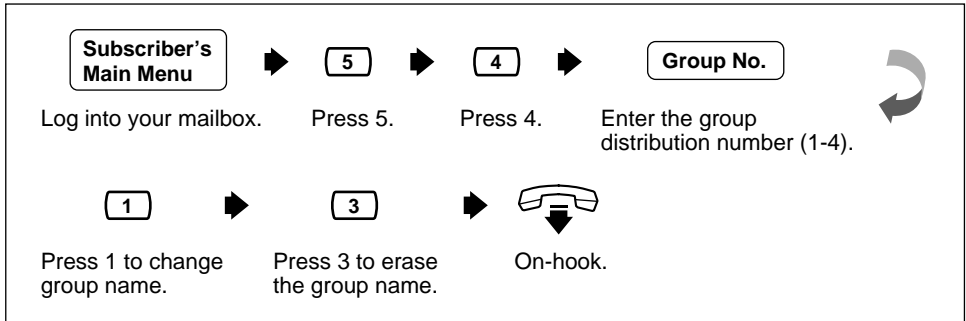 Subscriber's
Main Menu
5
4
Group No.
Log into your mailbox.
Press 5.
Press 4.
Enter the group
distribution number (1-4).
1
3
Press 1 to change
group name.
Press 3 to erase
the group name.
On-hook.